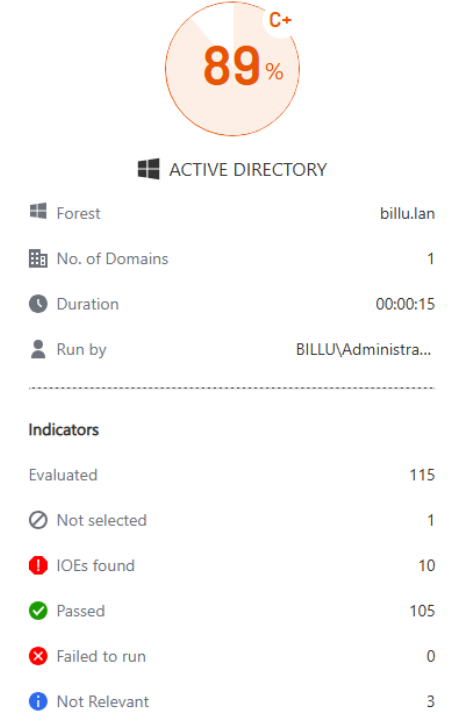 C+
89%
ACTIVE DIRECTORY
Forest billu.lan
No. of Domains 1
Duration 00:00:15
Run by BILLU\Administra...
Indicators
Evaluated 115
Not selected 1
IOEs found 10
Passed 105
Failed to run 0
Not Relevant 3